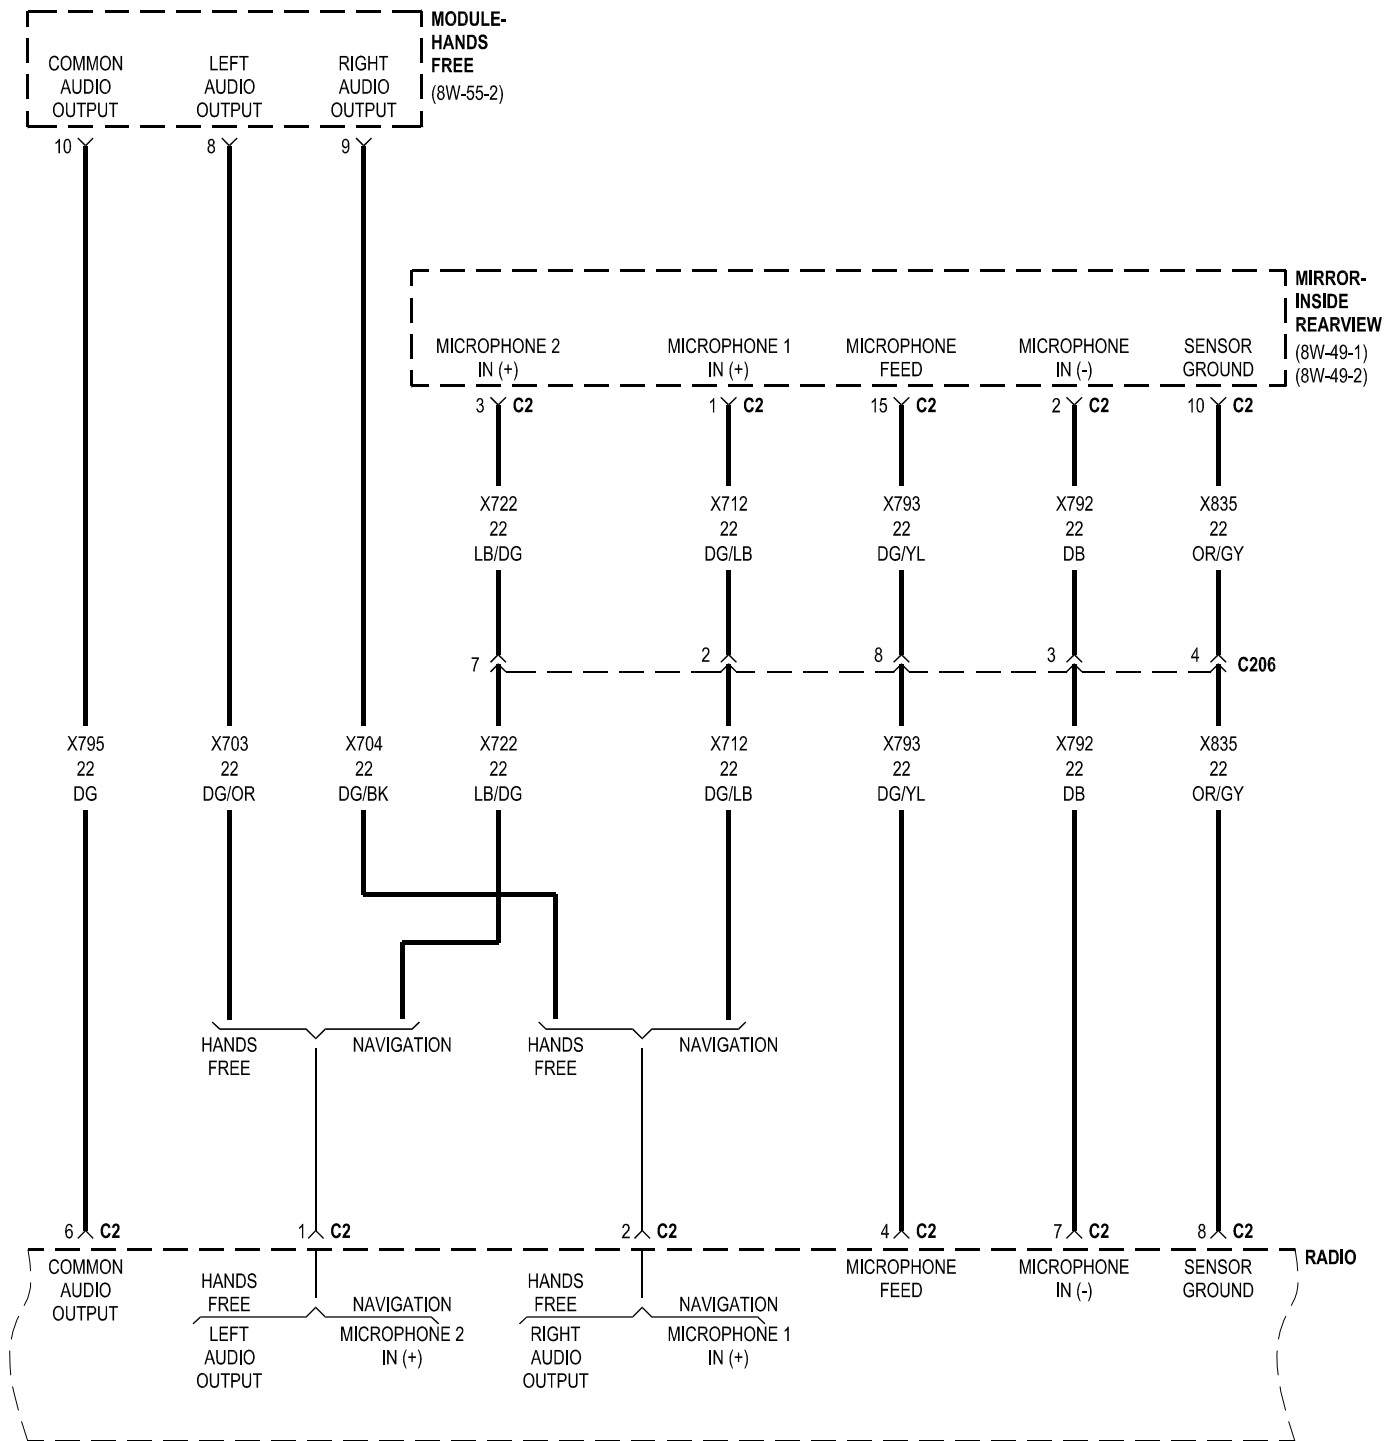 MODULE-
HANDS
FREE
(8W-55-2)
COMMON
AUDIO
OUTPUT
LEFT
AUDIO
OUTPUT
RIGHT
AUDIO
OUTPUT
10
8
9
MIRROR-
INSIDE
REARVIEW
(8W-49-1)
(8W-49-2)
MICROPHONE 2
IN (+)
MICROPHONE 1
IN (+)
MICROPHONE
FEED
MICROPHONE
IN (-)
SENSOR
GROUND
3 C2
1 C2
15 C2
2 C2
10 C2
X722
22
LB/DG
X712
22
DG/LB
X793
22
DG/YL
X792
22
DB
X835
22
OR/GY
7
2
8
3
4
C206
X795
22
DG
X703
22
DG/OR
X704
22
DG/BK
X722
22
LB/DG
X712
22
DG/LB
X793
22
DG/YL
X792
22
DB
X835
22
OR/GY
HANDS
FREE
NAVIGATION
HANDS
FREE
NAVIGATION
6 C2
1 C2
2 C2
4 C2
7 C2
8 C2
RADIO
COMMON
AUDIO
OUTPUT
HANDS
FREE
NAVIGATION
LEFT
AUDIO
OUTPUT
MICROPHONE 2
IN (+)
HANDS
FREE
NAVIGATION
RIGHT
AUDIO
OUTPUT
MICROPHONE 1
IN (+)
MICROPHONE
FEED
MICROPHONE
IN (-)
SENSOR
GROUND